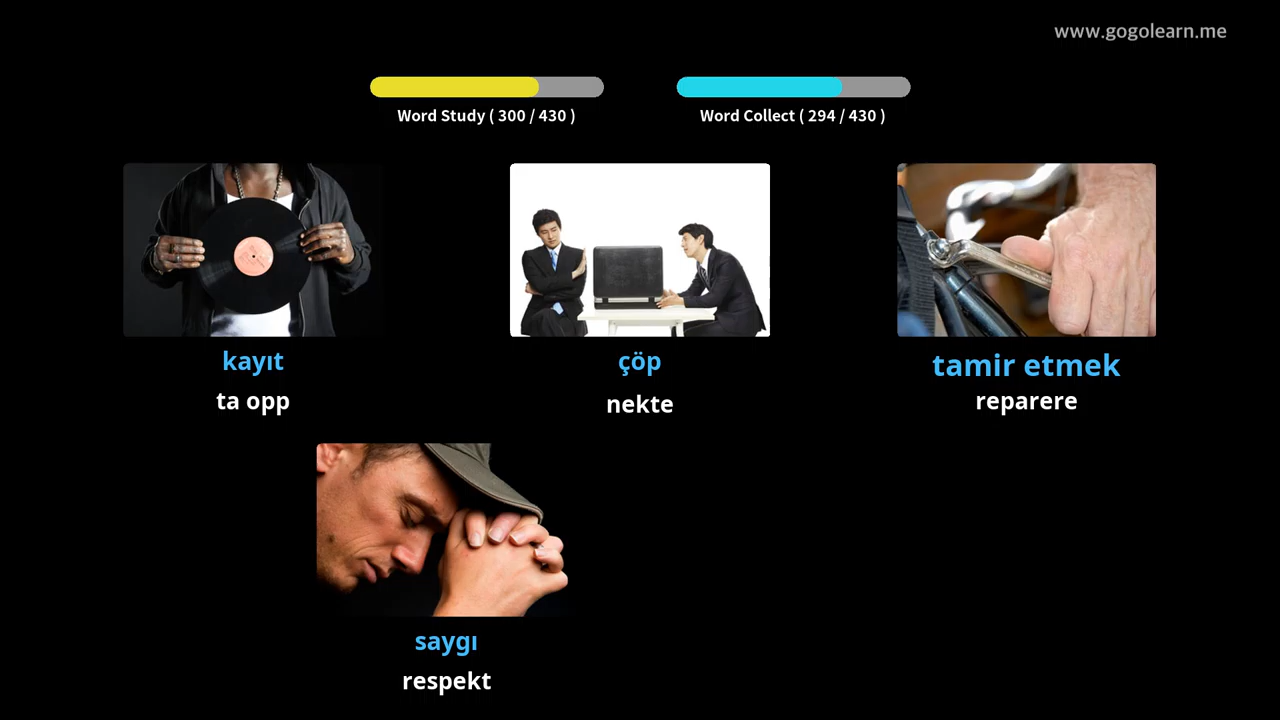 www.gogolearn.me
Word Study ( 300 / 430 )
Word Collect ( 294 / 430 )
kayıt
çöp
tamir etmek
ta opp
nekte
reparere
saygı
respekt